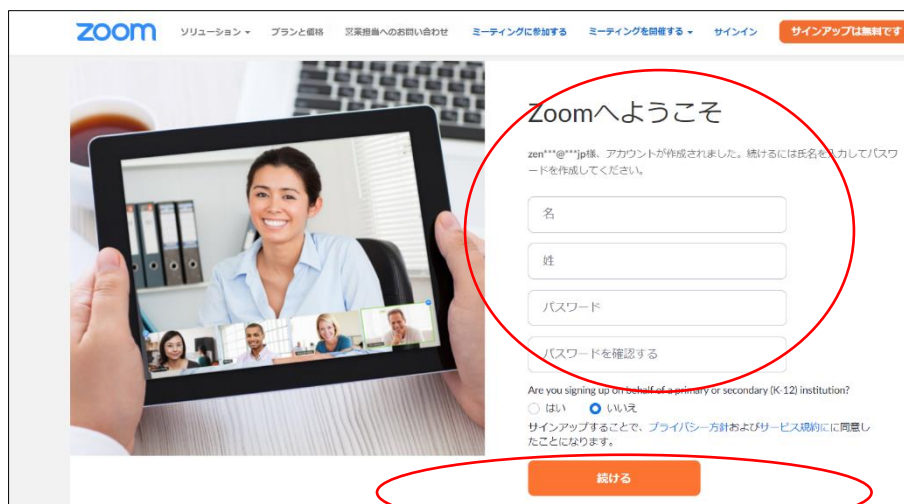 zoom ソリューション プランと価格 営業担当へのお問い合わせ ミーティングに参加する ミーティングを開催する サインイン サインアップは無料です
Zoomへようこそ
zen***@***jp様、アカウントが作成されました。続けるには氏名を入力してパスワ
ードを作成してください。
名
姓
パスワード
パスワードを確認する
Are you signing up on behalf of a primary or secondary (K-12) institution?
はい いいえ
サインアップすることで、プライバシー方針およびサービス規約にに同意し
たことになります。
続ける